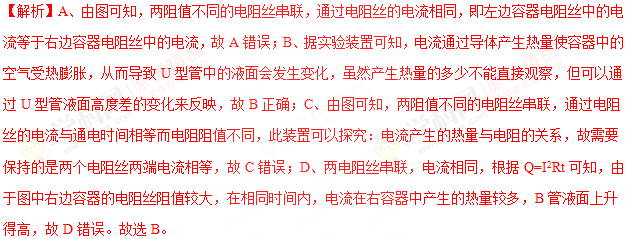 【解析】A、由图可知，两阻值不同的电阻丝串联，通过电阻丝的电流相同，即左边容器电阻丝中的电
流等于右边容器电阻丝中的电流，故 A 错误；B、据实验装置可知，电流通过导体产生热量使容器中的
空气受热膨胀，从而导致 U 型管中的液面会发生变化，虽然产生热量的多少不能直接观察，但可以通
过 U 型管液面高度差的变化来反映，故 B 正确；C、由图可知，两阻值不同的电阻丝串联，通过电阻
丝的电流与通电时间相等而电阻阻值不同，此装置可以探究：电流产生的热量与电阻的关系，故需要
保持的是两个电阻丝两端电流相等，故 C 错误；D、两电阻丝串联，电流相同，根据 Q=I²Rt 可知，由
于图中右边容器的电阻丝阻值较大，在相同时间内，电流在右容器中产生的热量较多，B 管液面上升
得高，故 D 错误。故选 B。